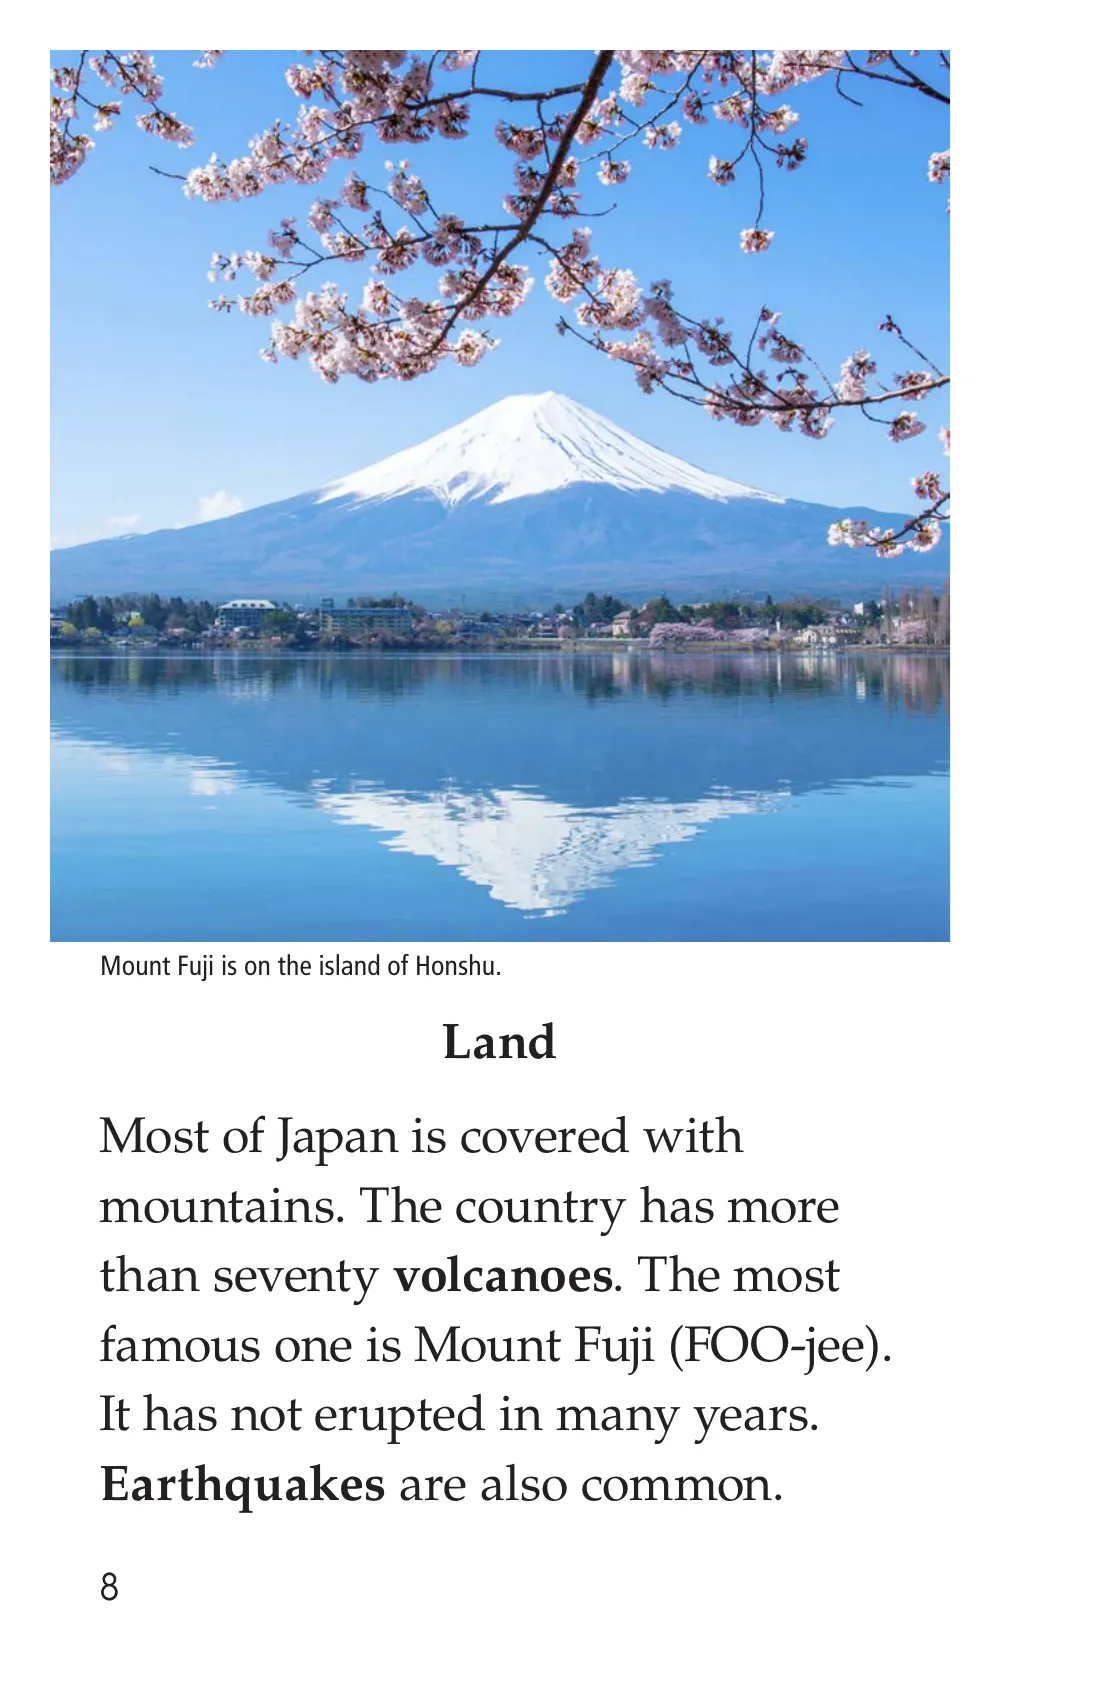 Mount Fuji is on the island of Honshu.
Land
Most of Japan is covered with
mountains. The country has more
than seventy volcanoes. The most
famous one is Mount Fuji (FOO-jee).
It has not erupted in many years.
Earthquakes are also common.
8